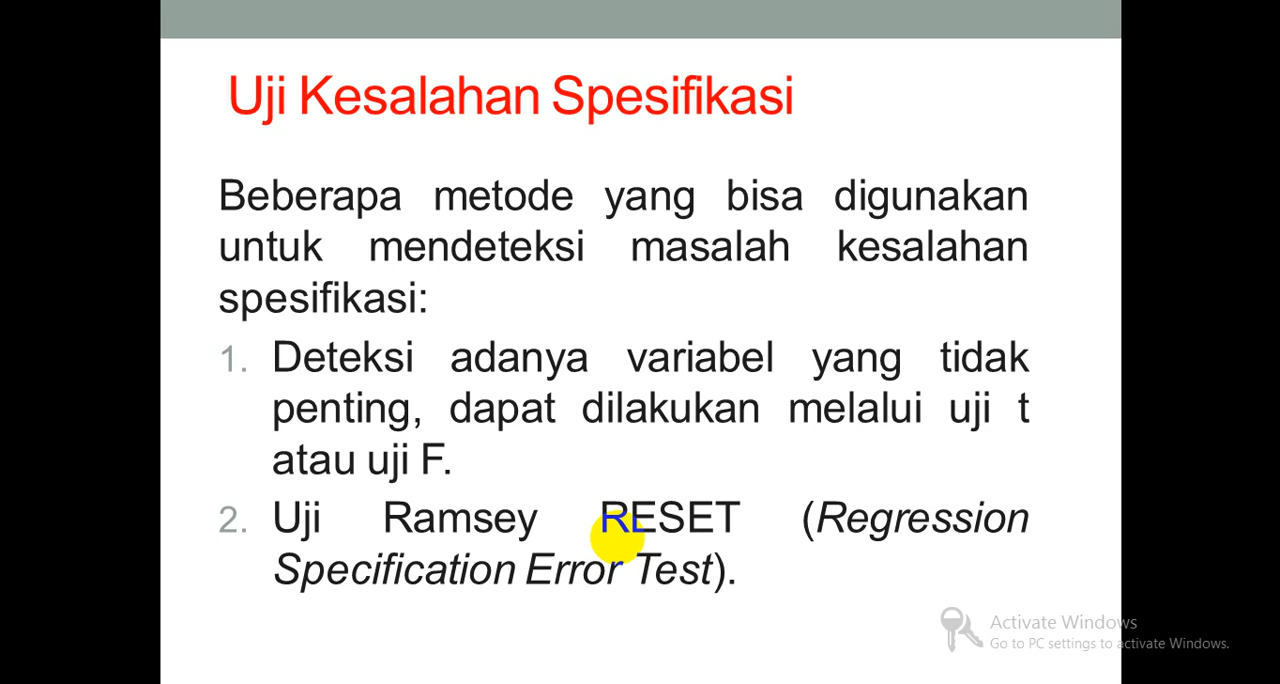 Uji Kesalahan Spesifikasi
Beberapa metode yang bisa digunakan
untuk mendeteksi masalah kesalahan
spesifikasi:
1. Deteksi adanya variabel yang tidak
penting, dapat dilakukan melalui uji t
atau uji F.
2. Uji Ramsey RESET (Regression
Specification Error Test).
Activate Windows
Go to PC settings to activate Windows.